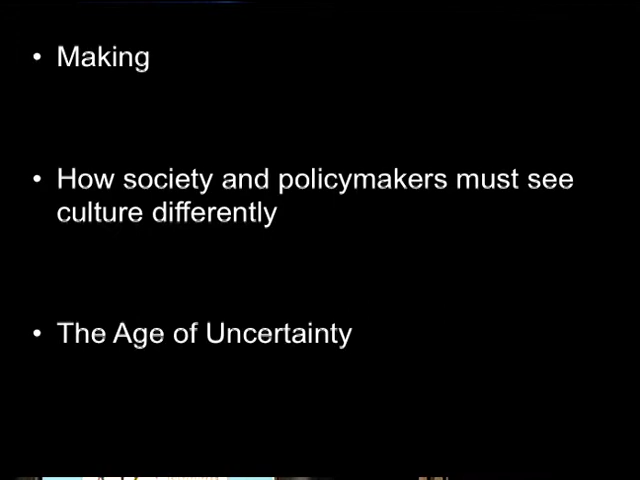 • Making
• How society and policymakers must see
culture differently
• The Age of Uncertainty